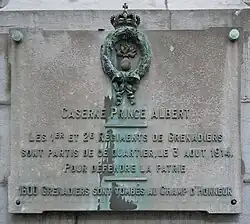 CASERNE PRINCE ALBERT
LES 1ER ET 2E RÉGIMENTS DE GRENADIERS
SONT PARTIS DE CE QUARTIER, LE 3 AOUT 1914,
POUR DÉFENDRE LA PATRIE
1800 GRENADIERS SONT TOMBÉS AU CHAMP D'HONNEUR